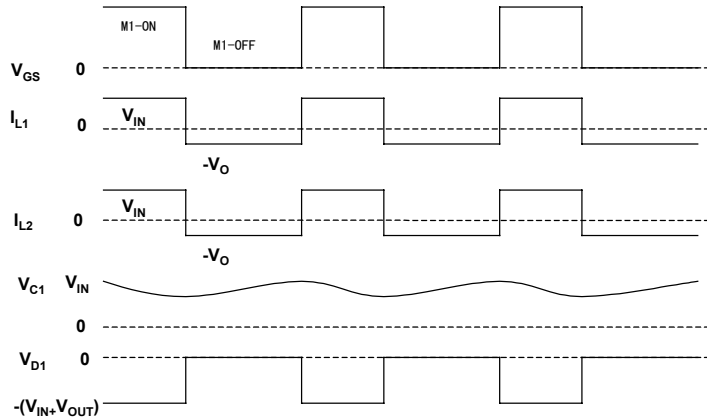 M1-ON
M1-OFF
VGS 0
IL1 0 VIN
-VO
IL2 0 VIN
-VO
VC1 VIN
0
VD1 0
-(VIN+VOUT)